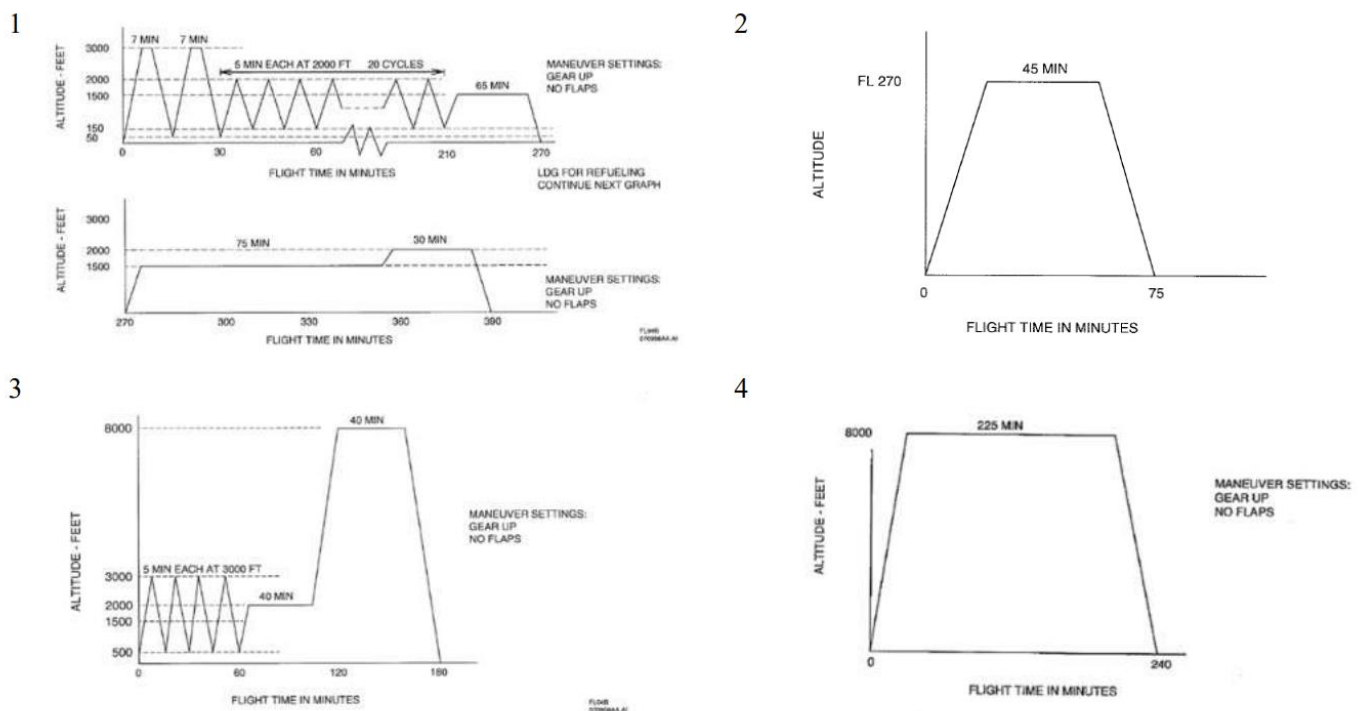 1
7 MIN 7 MIN
3000
5 MIN EACH AT 2000 FT 20 CYCLES
2000
1500
65 MIN
150
50
0 30 60 210 270
ALTITUDE - FEET
FLIGHT TIME IN MINUTES
MANEUVER SETTINGS:
GEAR UP
NO FLAPS
LDG FOR REFUELING
CONTINUE NEXT GRAPH
3000
2000
1500
75 MIN
30 MIN
270 300 330 360 390
ALTITUDE - FEET
FLIGHT TIME IN MINUTES
MANEUVER SETTINGS:
GEAR UP
NO FLAPS
2
45 MIN
FL 270
ALTITUDE
0 75
FLIGHT TIME IN MINUTES
3
40 MIN
8000
5 MIN EACH AT 3000 FT
3000
40 MIN
2000
1500
500
0 60 120 180
ALTITUDE - FEET
FLIGHT TIME IN MINUTES
MANEUVER SETTINGS:
GEAR UP
NO FLAPS
4
225 MIN
8000
ALTITUDE - FEET
0 240
FLIGHT TIME IN MINUTES
MANEUVER SETTINGS:
GEAR UP
NO FLAPS